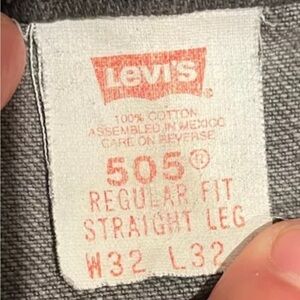 Levi's ®
100% COTTON
ASSEMBLED IN MEXICO
CARE ON REVERSE
505
REGULAR FIT
STRAIGHT LEG
W32 L32